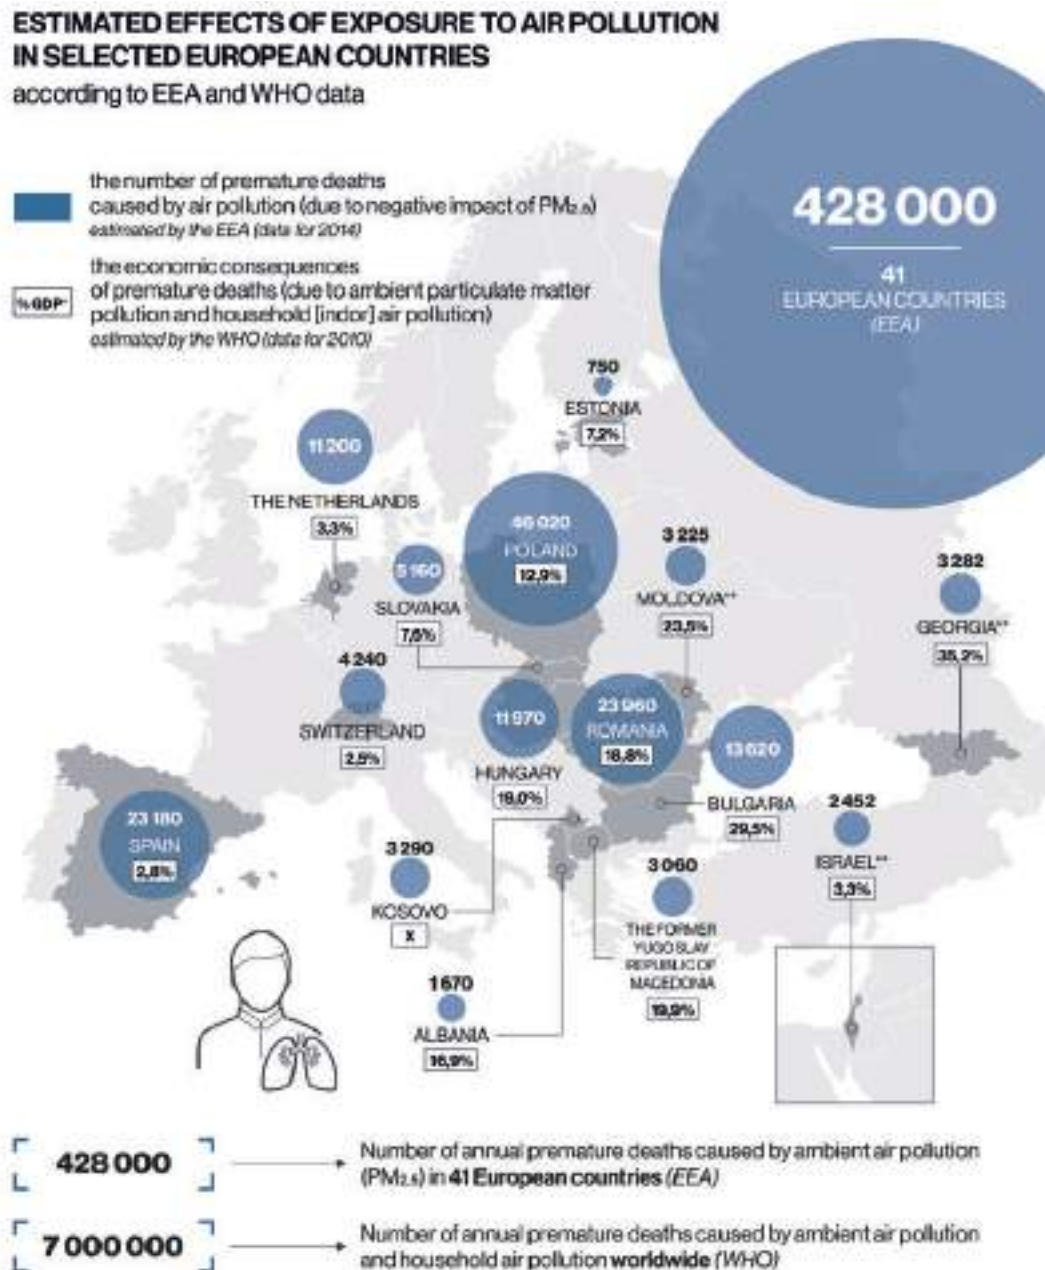 ESTIMATED EFFECTS OF EXPOSURE TO AIR POLLUTION
IN SELECTED EUROPEAN COUNTRIES
according to EEA and WHO data
the number of premature deaths
caused by air pollution (due to negative impact of PM₂.₅)
estimated by the EEA (data for 2014)
% GDP*
the economic consequences
of premature deaths (due to ambient particulate matter
pollution and household [indor] air pollution)
estimated by the WHO (data for 2010)
428 000
41
EUROPEAN COUNTRIES
(EEA)
750
ESTONIA
7,2%
11 200
THE NETHERLANDS
3,3%
46 020
POLAND
12,9%
5 160
SLOVAKIA
3 225
MOLDOVA**
23,5%
3 282
GEORGIA**
35,2%
4 240
SWITZERLAND
2,5%
11 970
HUNGARY
19,0%
23 960
ROMANIA
18,8%
13 620
BULGARIA
29,5%
23 180
SPAIN
2,8%
3 290
KOSOVO
X
3 060
THE FORMER
YUGOSLAV
REPUBLIC OF
MACEDONIA
19,9%
2 452
ISRAEL**
3,3%
1 670
ALBANIA
16,9%
428 000
Number of annual premature deaths caused by ambient air pollution
(PM₂.₅) in 41 European countries (EEA)
7 000 000
Number of annual premature deaths caused by ambient air pollution
and household air pollution worldwide (WHO)